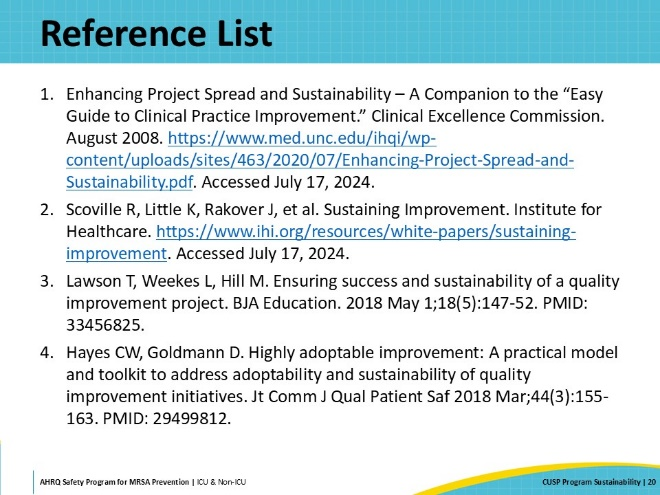 Reference List
1. Enhancing Project Spread and Sustainability – A Companion to the “Easy
Guide to Clinical Practice Improvement.” Clinical Excellence Commission.
August 2008. https://www.med.unc.edu/ihqi/wp-
content/uploads/sites/463/2020/07/Enhancing-Project-Spread-and-
Sustainability.pdf. Accessed July 17, 2024.
2. Scoville R, Little K, Rakover J, et al. Sustaining Improvement. Institute for
Healthcare. https://www.ihi.org/resources/white-papers/sustaining-
improvement. Accessed July 17, 2024.
3. Lawson T, Weekes L, Hill M. Ensuring success and sustainability of a quality
improvement project. BJA Education. 2018 May 1;18(5):147-52. PMID:
33456825.
4. Hayes CW, Goldmann D. Highly adoptable improvement: A practical model
and toolkit to address adoptability and sustainability of quality
improvement initiatives. Jt Comm J Qual Patient Saf 2018 Mar;44(3):155-
163. PMID: 29499812.
AHRQ Safety Program for MRSA Prevention | ICU & Non-ICU
CUSP Program Sustainability | 20